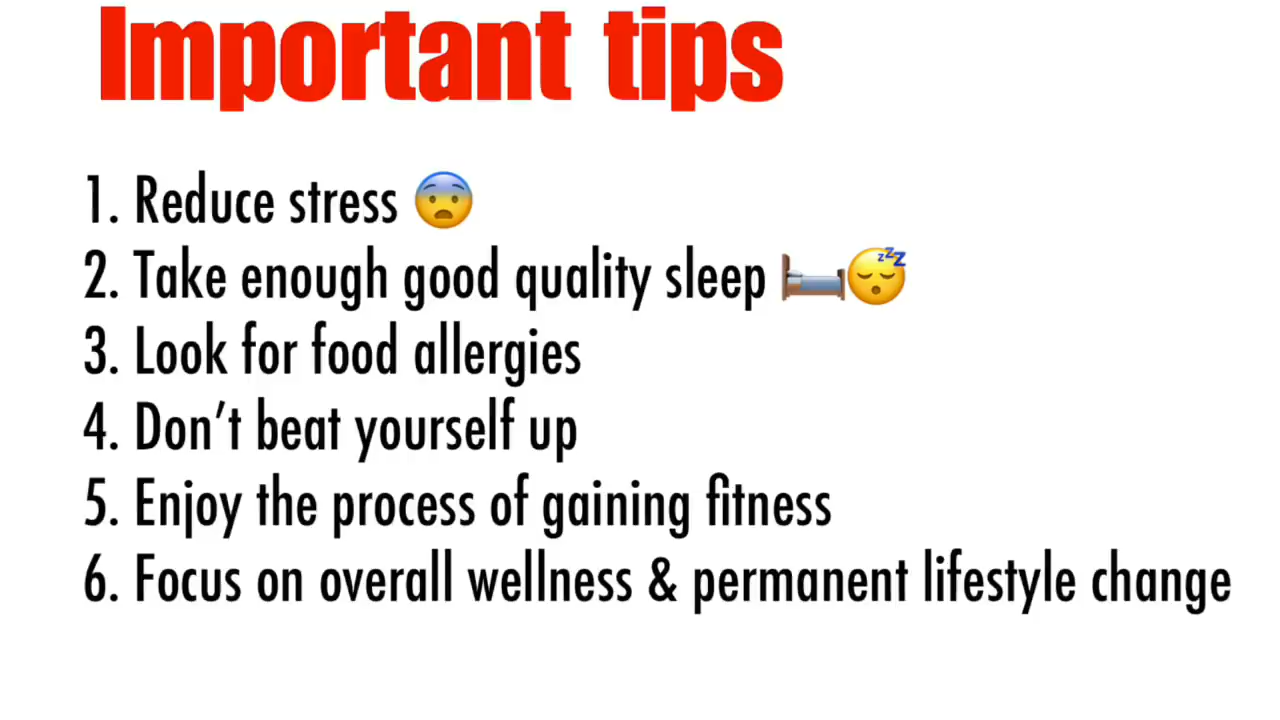 Important tips
1. Reduce stress 😨
2. Take enough good quality sleep 🛏️😴
3. Look for food allergies
4. Don’t beat yourself up
5. Enjoy the process of gaining fitness
6. Focus on overall wellness & permanent lifestyle change